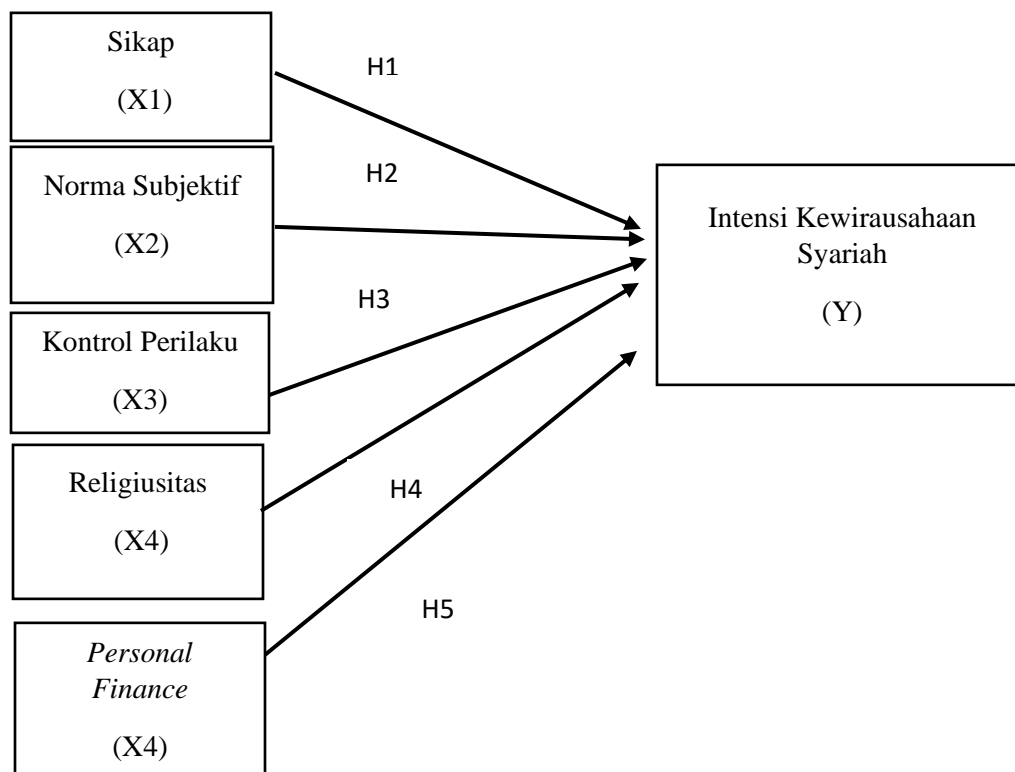 Sikap
(X1)
H1
Norma Subjektif
(X2)
H2
Kontrol Perilaku
(X3)
H3
Religiusitas
(X4)
H4
Personal
Finance
(X4)
H5
Intensi Kewirausahaan
Syariah
(Y)